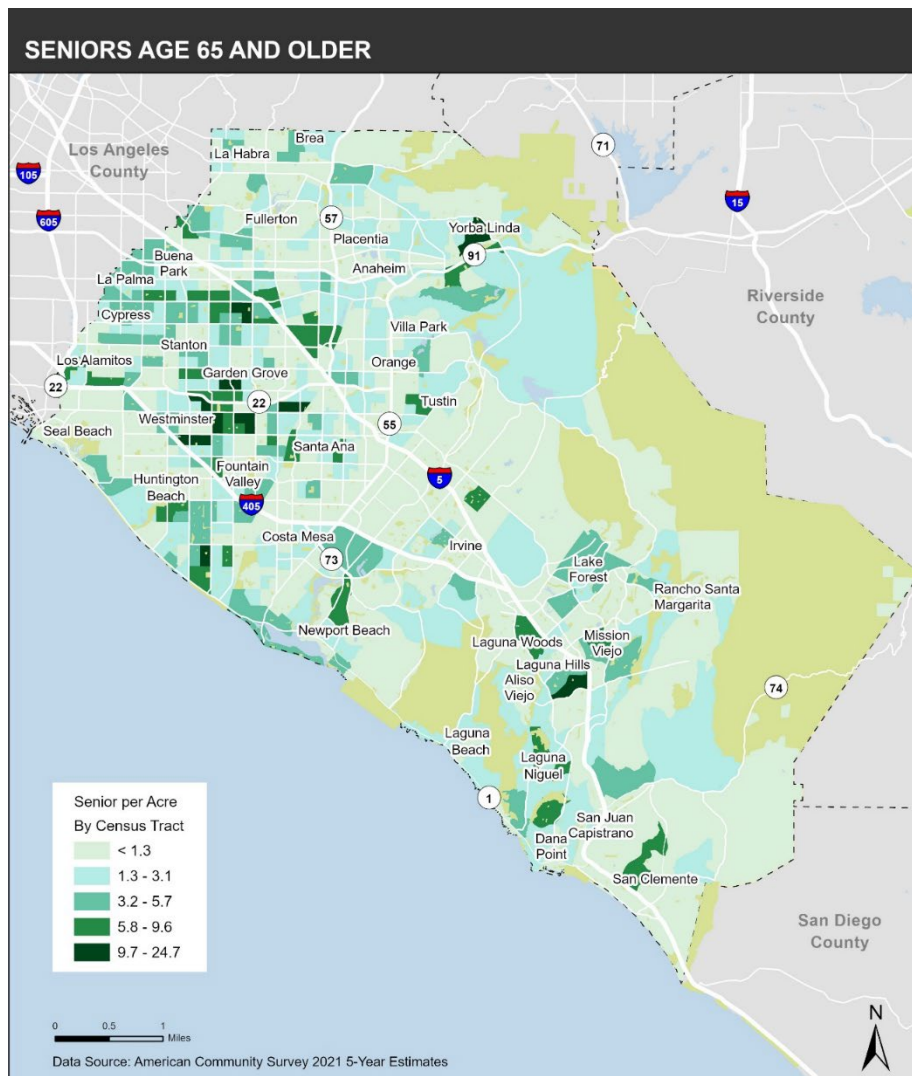 SENIORS AGE 65 AND OLDER
71
Brea
Los Angeles
County
La Habra
105
15
605
Fullerton
57
Placentia
Yorba Linda
91
Buena
Park
Anaheim
La Palma
Riverside
County
Cypress
Villa Park
Stanton
Orange
Los Alamitos
Garden Grove
22
22
Tustin
Westminster
55
Seal Beach
Santa Ana
5
Fountain
Valley
Huntington
Beach
405
Costa Mesa
Irvine
73
Lake
Forest
Rancho Santa
Margarita
Newport Beach
Laguna Woods
Mission
Viejo
Laguna Hills
Aliso
Viejo
74
Laguna
Beach
Laguna
Niguel
1
San Juan
Capistrano
Dana
Point
San Clemente
San Diego
County
Senior per Acre
By Census Tract
< 1.3
1.3 - 3.1
3.2 - 5.7
5.8 - 9.6
9.7 - 24.7
0 0.5 1
Miles
N
Data Source: American Community Survey 2021 5-Year Estimates